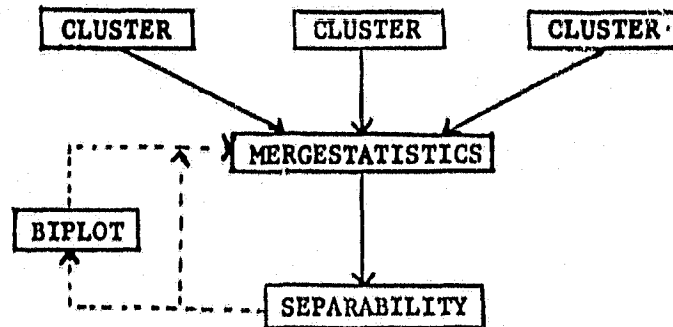 CLUSTER CLUSTER CLUSTER
MERGESTATISTICS
BIPLOT
SEPARABILITY